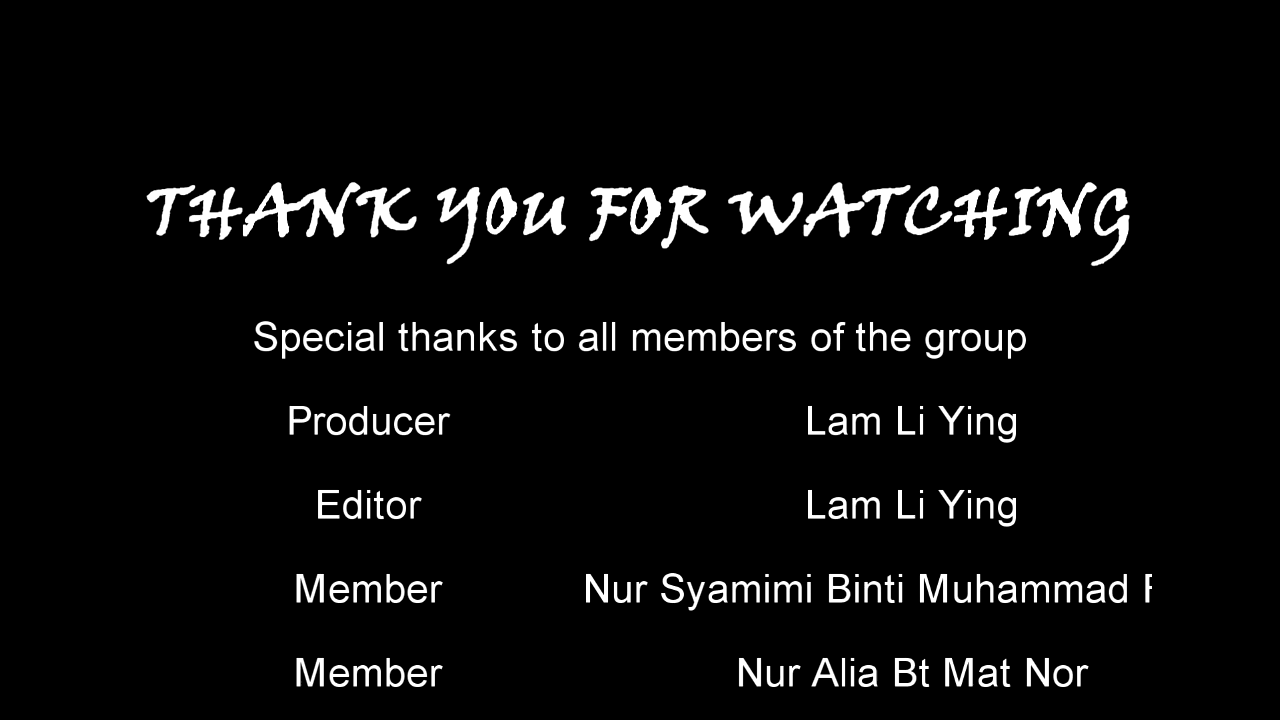 THANK YOU FOR WATCHING
Special thanks to all members of the group
Producer Lam Li Ying
Editor Lam Li Ying
Member Nur Syamimi Binti Muhammad
Member Nur Alia Bt Mat Nor